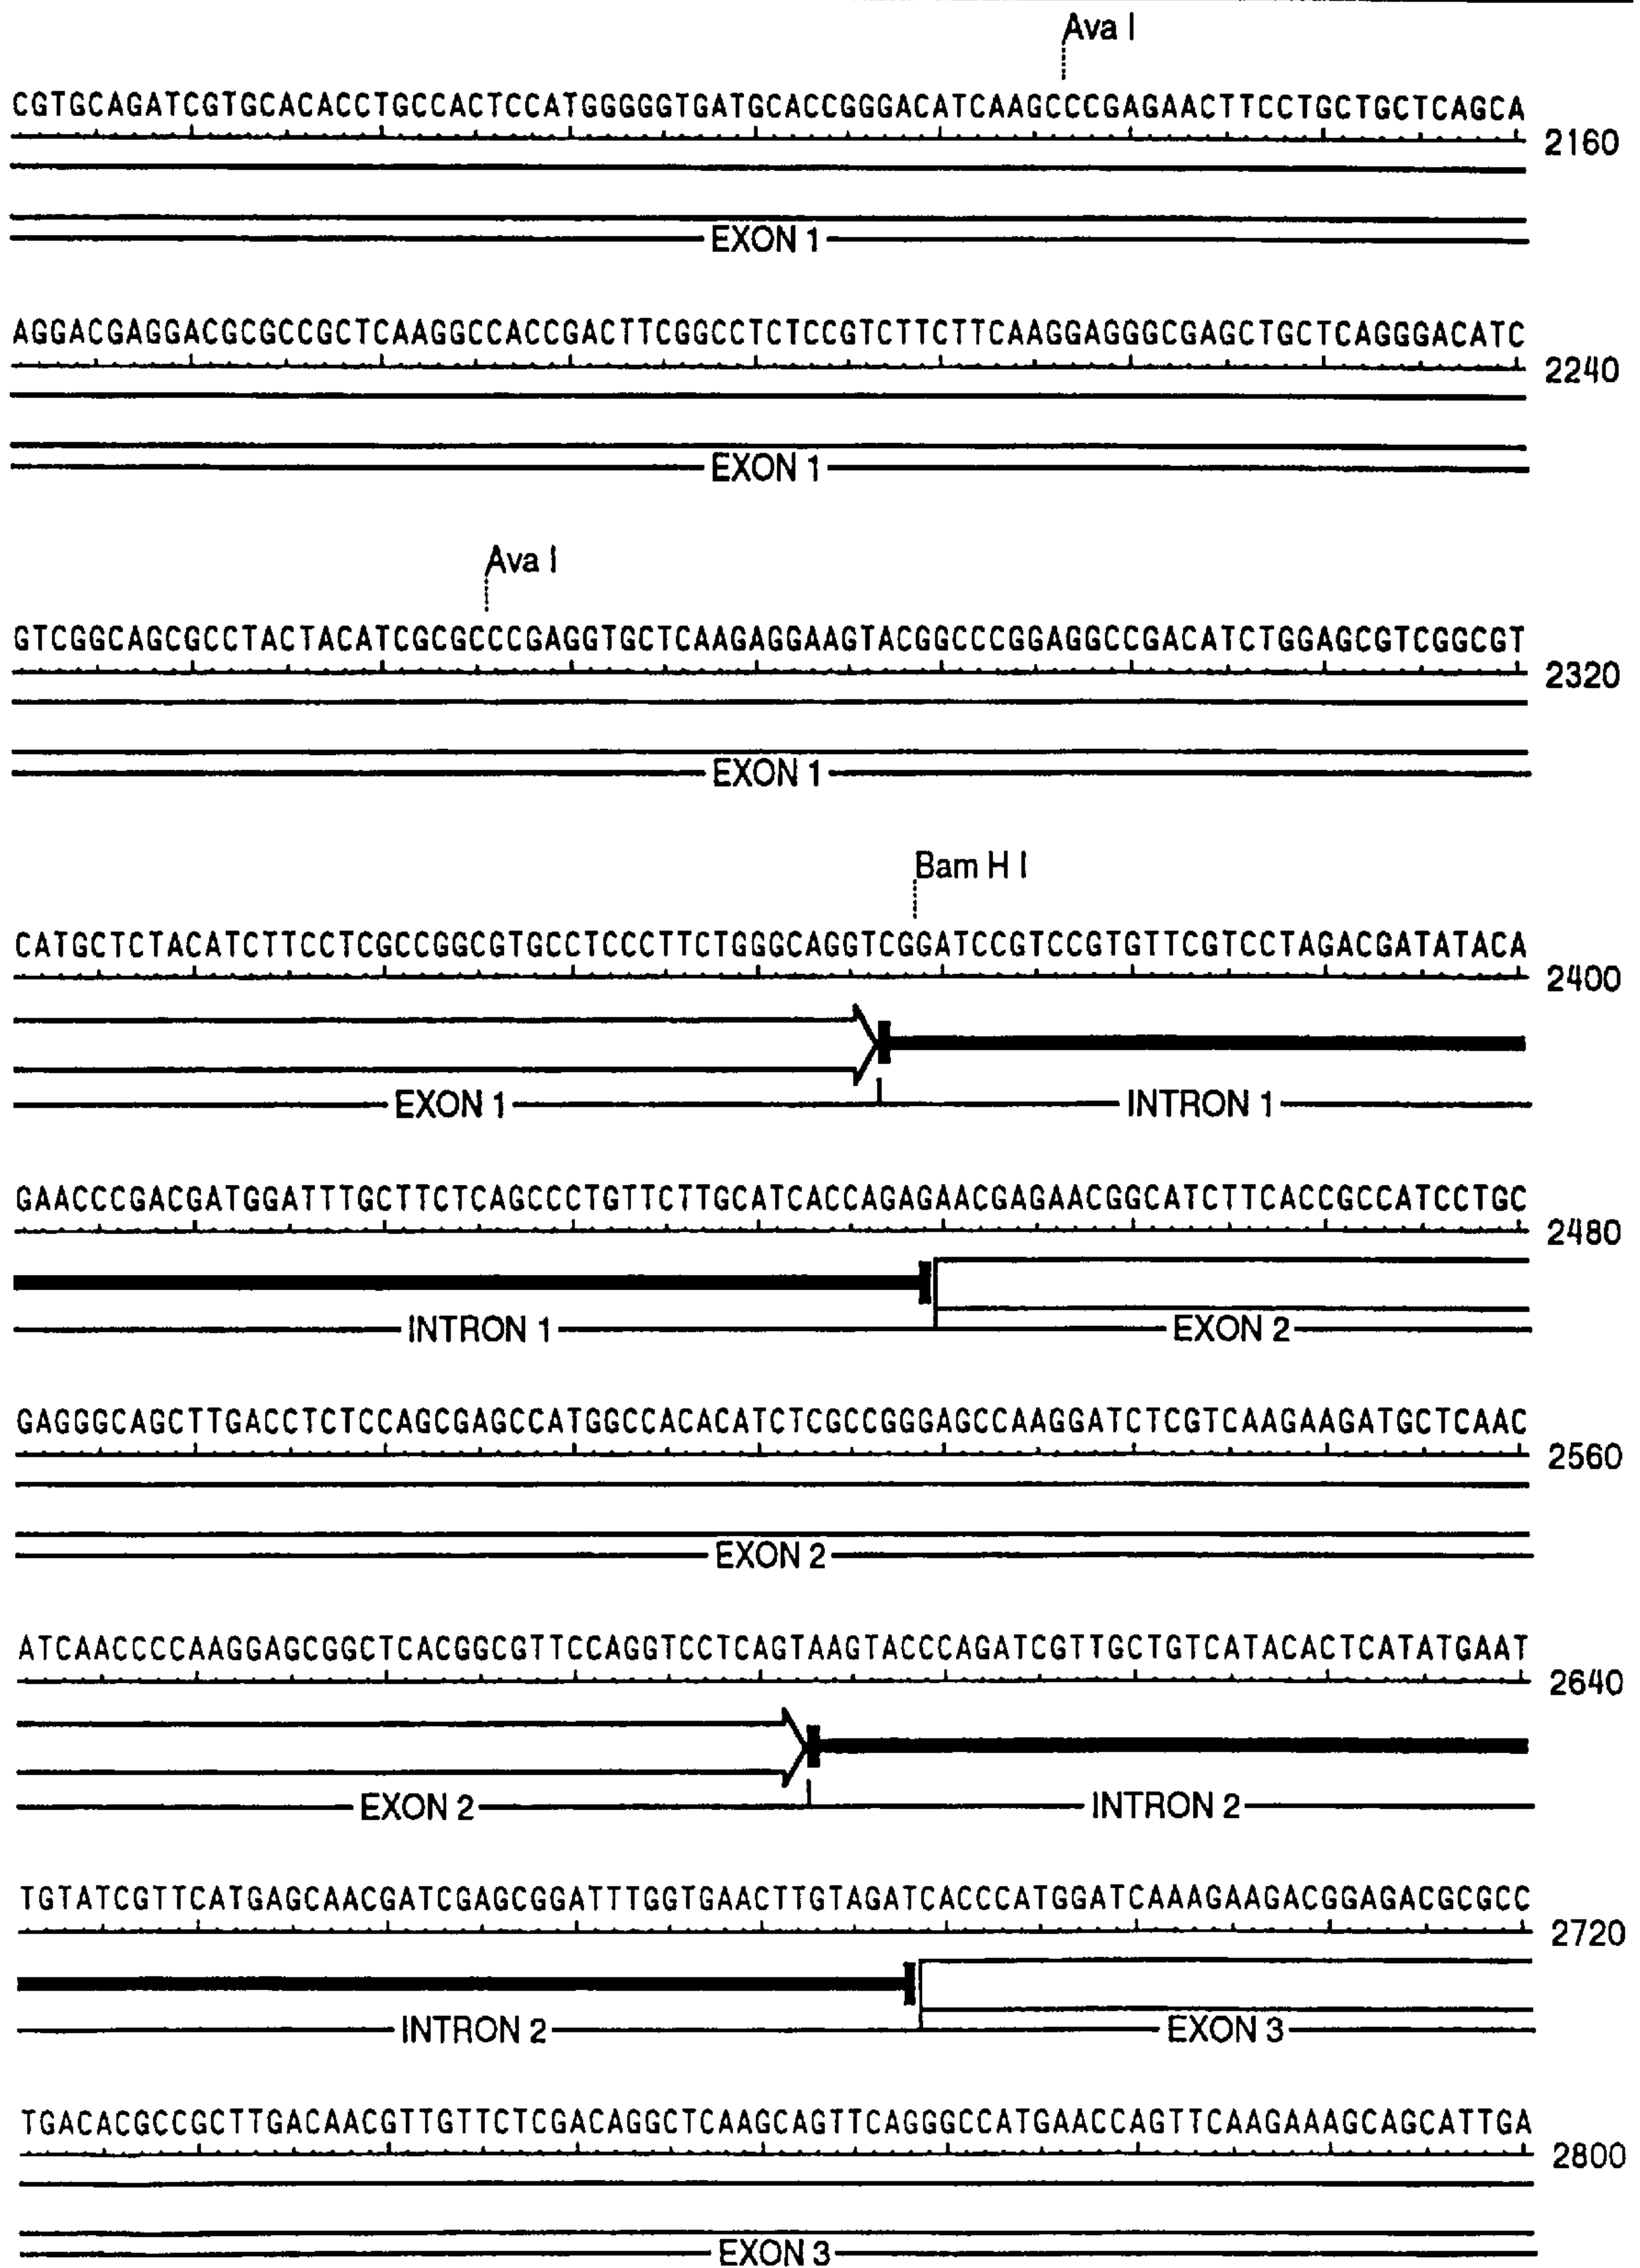 Ava I
CGTGCAGATCGTGCACACCTGCCACTCCATGGGGGTGATGCACCGGGACATCAAGCCCGAGAACTTCCTGCTGCTCAGCA
2160
EXON 1
AGGACGAGGACGCGCCGCTCAAGGCCACCGACTTCGGCCTCTCCGTCTTCTTCAAGGAGGGCGAGCTGCTCAGGGACATC
2240
EXON 1
Ava I
GTCGGCAGCGCCTACTACATCGCGCCCGAGGTGCTCAAGAGGAAGTACGGCCCGGAGGCCGACATCTGGAGCGTCGGCGT
2320
EXON 1
Bam H I
CATGCTCTACATCTTCCTCGCCGGCGTGCCTCCCTTCTGGGCAGGTCGGATCCGTCCGTGTTCGTCCTAGACGATATACA
2400
EXON 1 INTRON 1
GAACCCGACGATGGATTTGCTTCTCAGCCCTGTTCTTGCATCACCAGAGAACGAGAACGGCATCTTCACCGCCATCCTGC
2480
INTRON 1 EXON 2
GAGGGCAGCTTGACCTCTCCAGCGAGCCATGGCCACACATCTCGCCGGGAGCCAAGGATCTCGTCAAGAAGATGCTCAAC
2560
EXON 2
ATCAACCCCAAGGAGCGGCTCACGGCGTTCCAGGTCCTCAGTAAGTACCCAGATCGTTGCTGTCATACACTCATATGAAT
2640
EXON 2 INTRON 2
TGTATCGTTCATGAGCAACGATCGAGCGGATTTGGTGAACTTGTAGATCACCCATGGATCAAAGAAGACGGAGACGCGCC
2720
INTRON 2 EXON 3
TGACACGCCGCTTGACAACGTTGTTCTCGACAGGCTCAAGCAGTTCAGGGCCATGAACCAGTTCAAGAAAGCAGCATTGA
2800
EXON 3